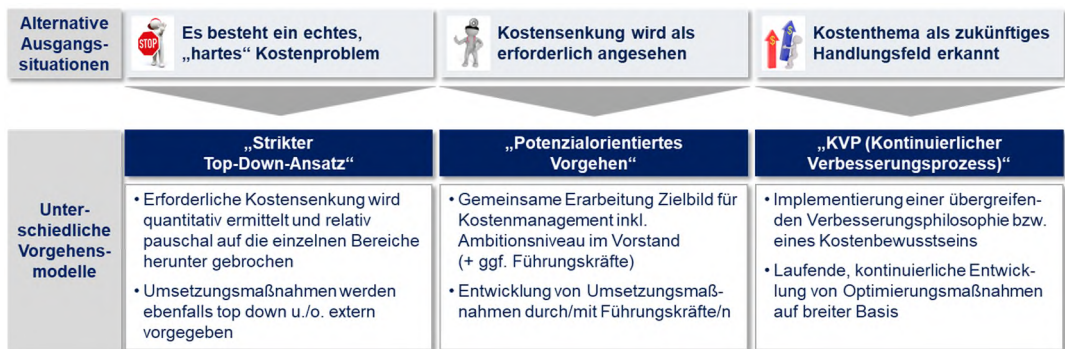 Alternative
Ausgangs-
situationen
STOP
Es besteht ein echtes,
„hartes“ Kostenproblem
Kostensenkung wird als
erforderlich angesehen
Kostenthema als zukünftiges
Handlungsfeld erkannt
Unter-
schiedliche
Vorgehens-
modelle
„Strikter
Top-Down-Ansatz“
• Erforderliche Kostensenkung wird
quantitativ ermittelt und relativ
pauschal auf die einzelnen Bereiche
herunter gebrochen
• Umsetzungsmaßnahmen werden
ebenfalls top down u./o. extern
vorgegeben
„Potenzialorientiertes
Vorgehen“
• Gemeinsame Erarbeitung Zielbild für
Kostenmanagement inkl.
Ambitionsniveau im Vorstand
(+ ggf. Führungskräfte)
• Entwicklung von Umsetzungsmaß-
nahmen durch/mit Führungskräfte/n
„KVP (Kontinuierlicher
Verbesserungsprozess)“
• Implementierung einer übergreifen-
den Verbesserungsphilosophie bzw.
eines Kostenbewusstseins
• Laufende, kontinuierliche Entwick-
lung von Optimierungsmaßnahmen
auf breiter Basis